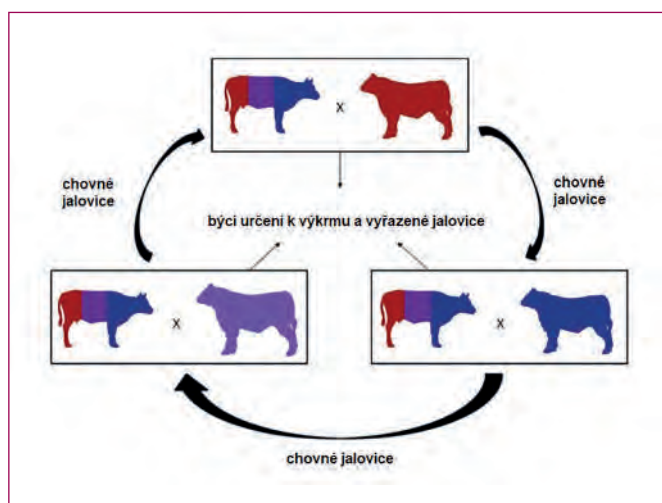 X
chovné
jalovice
chovné
jalovice
býci určení k výkrmu a vyřazené jalovice
X
X
chovné jalovice